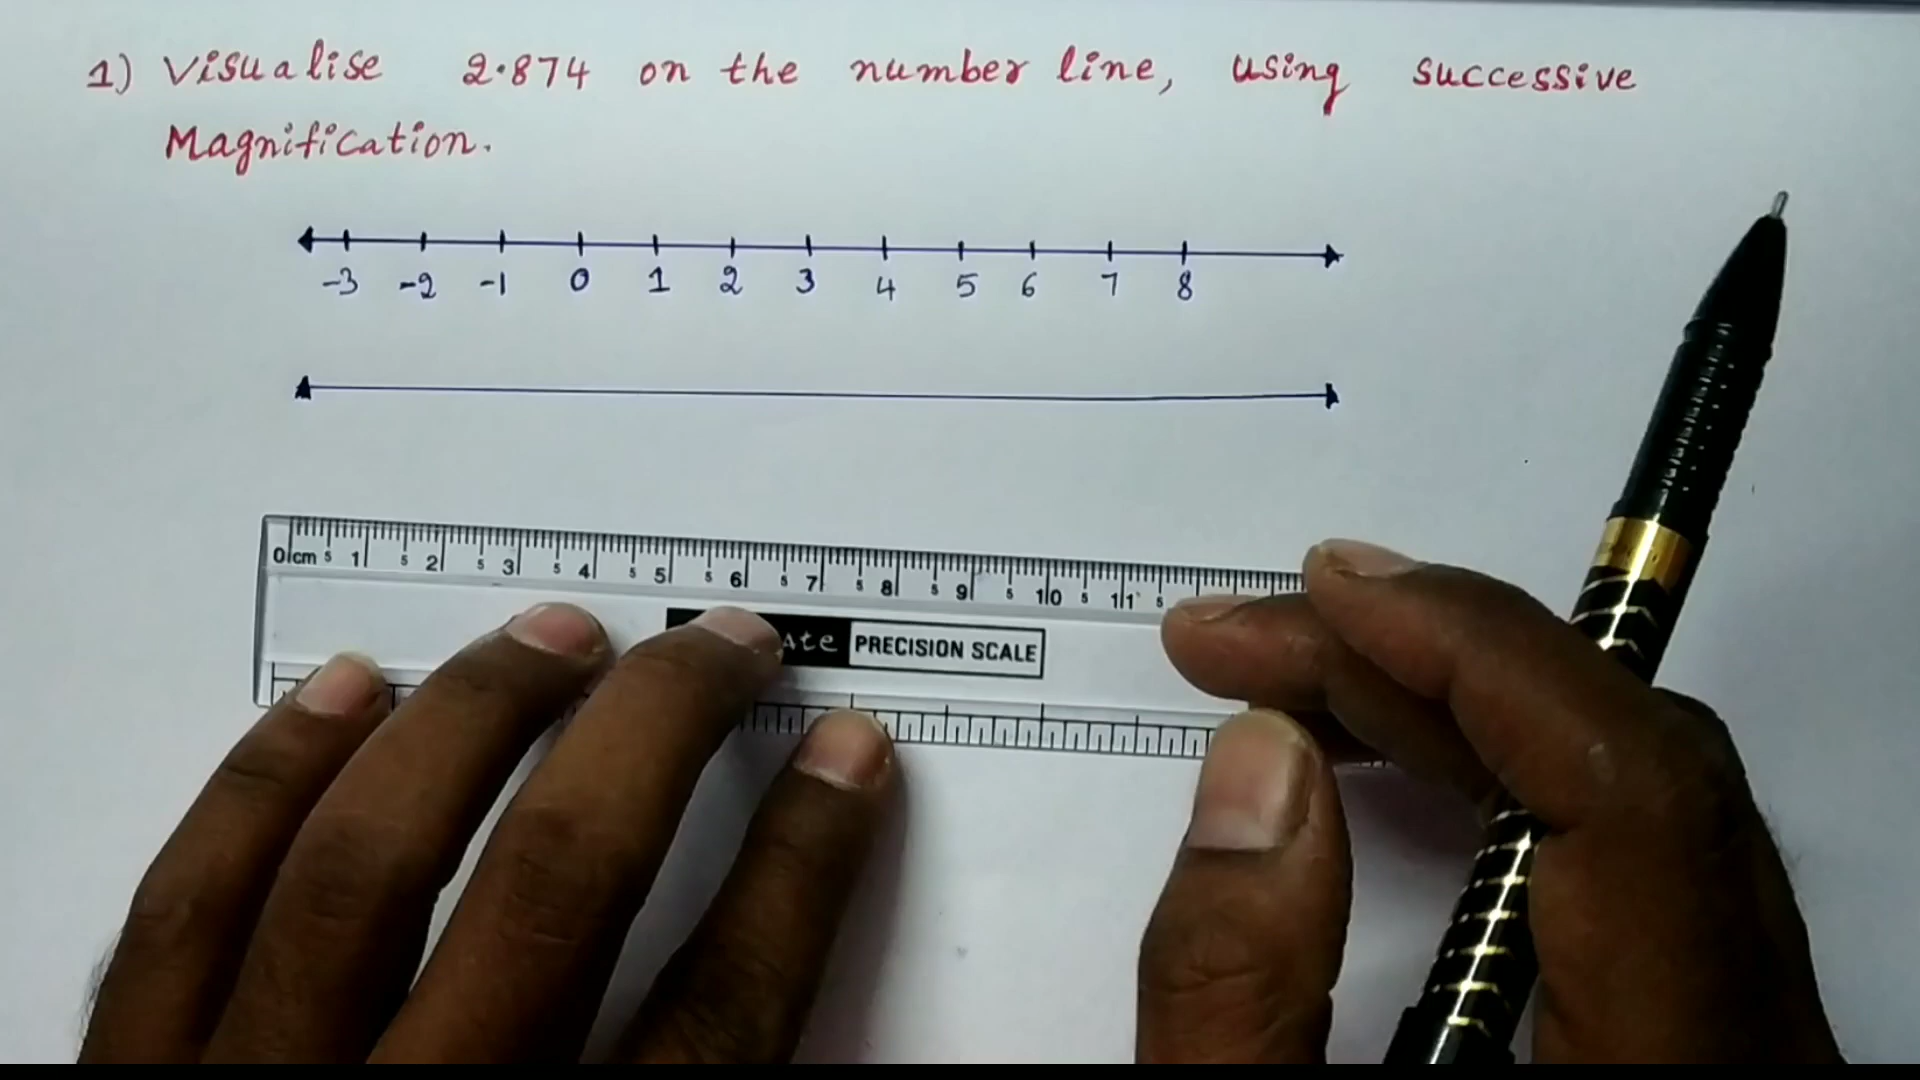 1) Visualise 2.874 on the number line, using successive
Magnification.
-3 -2 -1 0 1 2 3 4 5 6 7 8
0 cm 5 1 5 2 5 3 5 4 5 5 5 6 5 7 5 8 5 9 5 10 5 11 5
Ate PRECISION SCALE